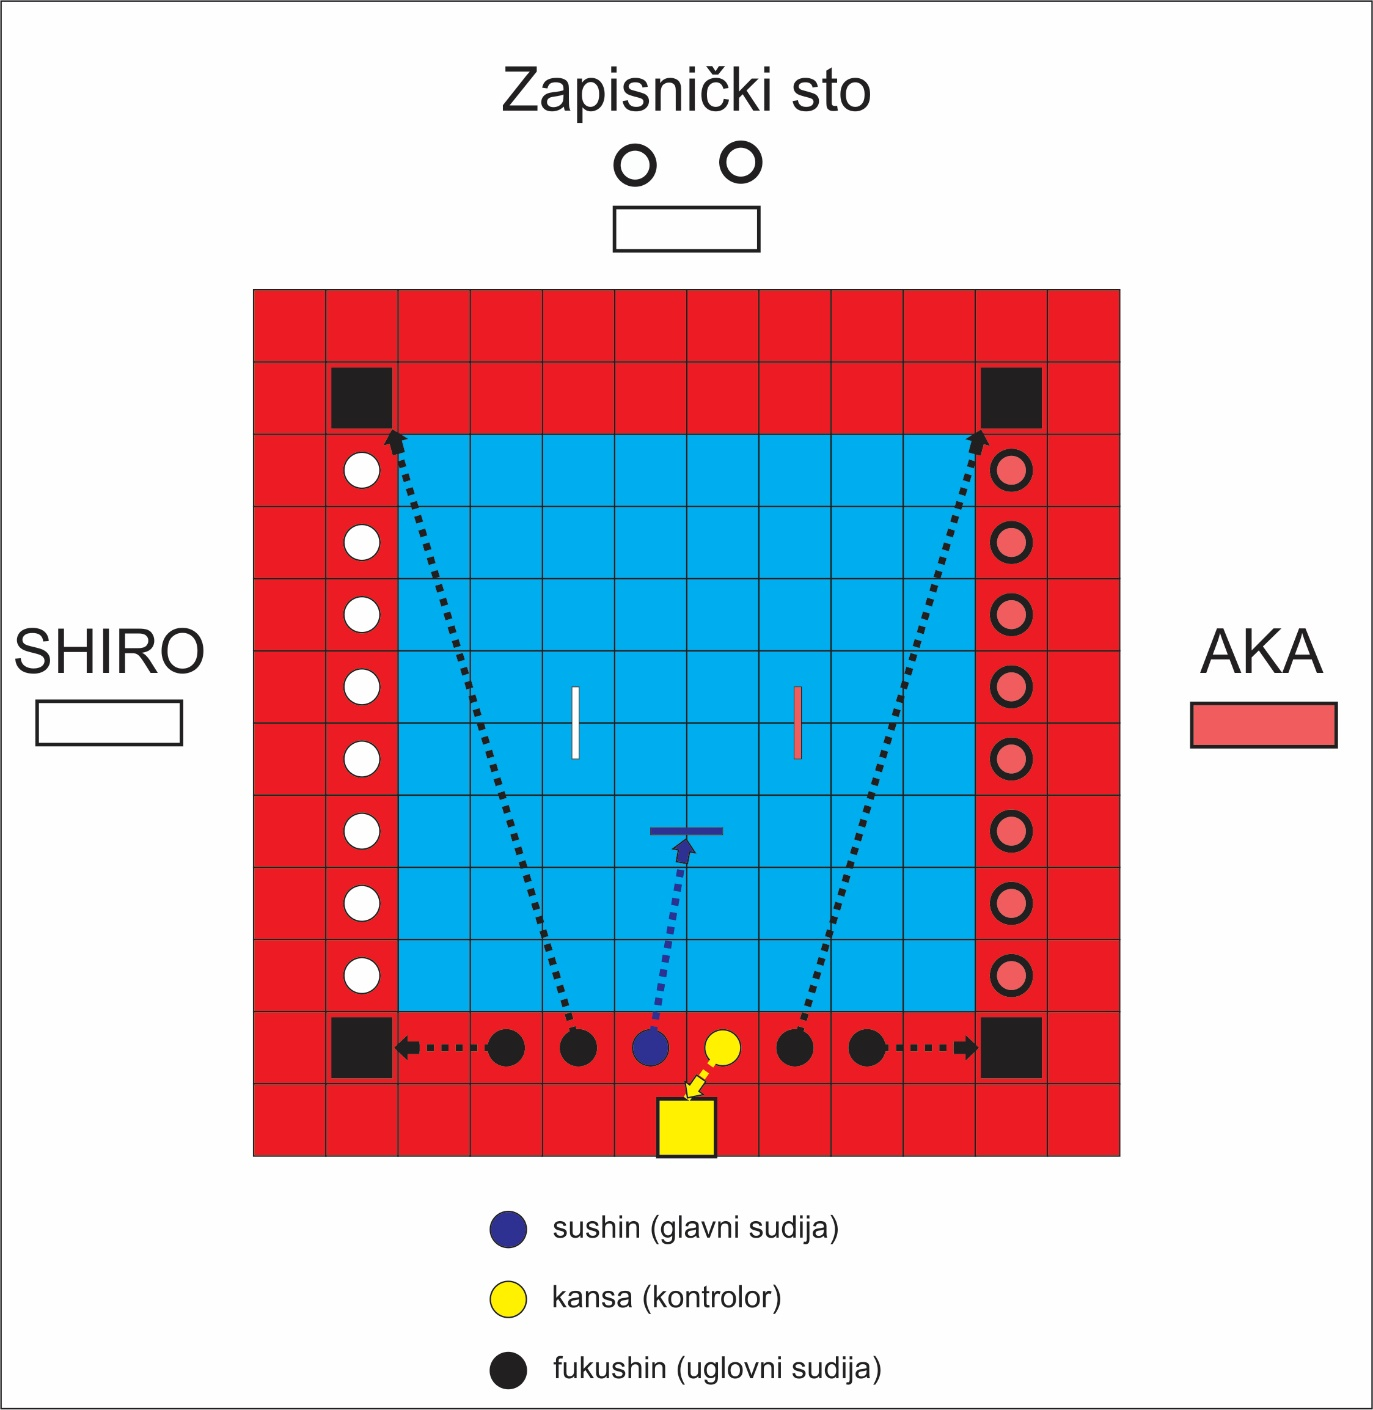 Zapisnički sto
SHIRO
AKA
sushin (glavni sudija)
kansa (kontrolor)
fukushin (uglovni sudija)